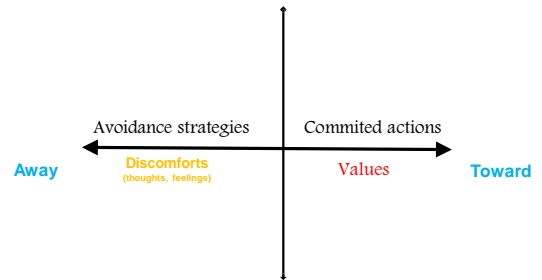 Avoidance strategies
Commited actions
Away
Discomforts
(thoughts, feelings)
Values
Toward